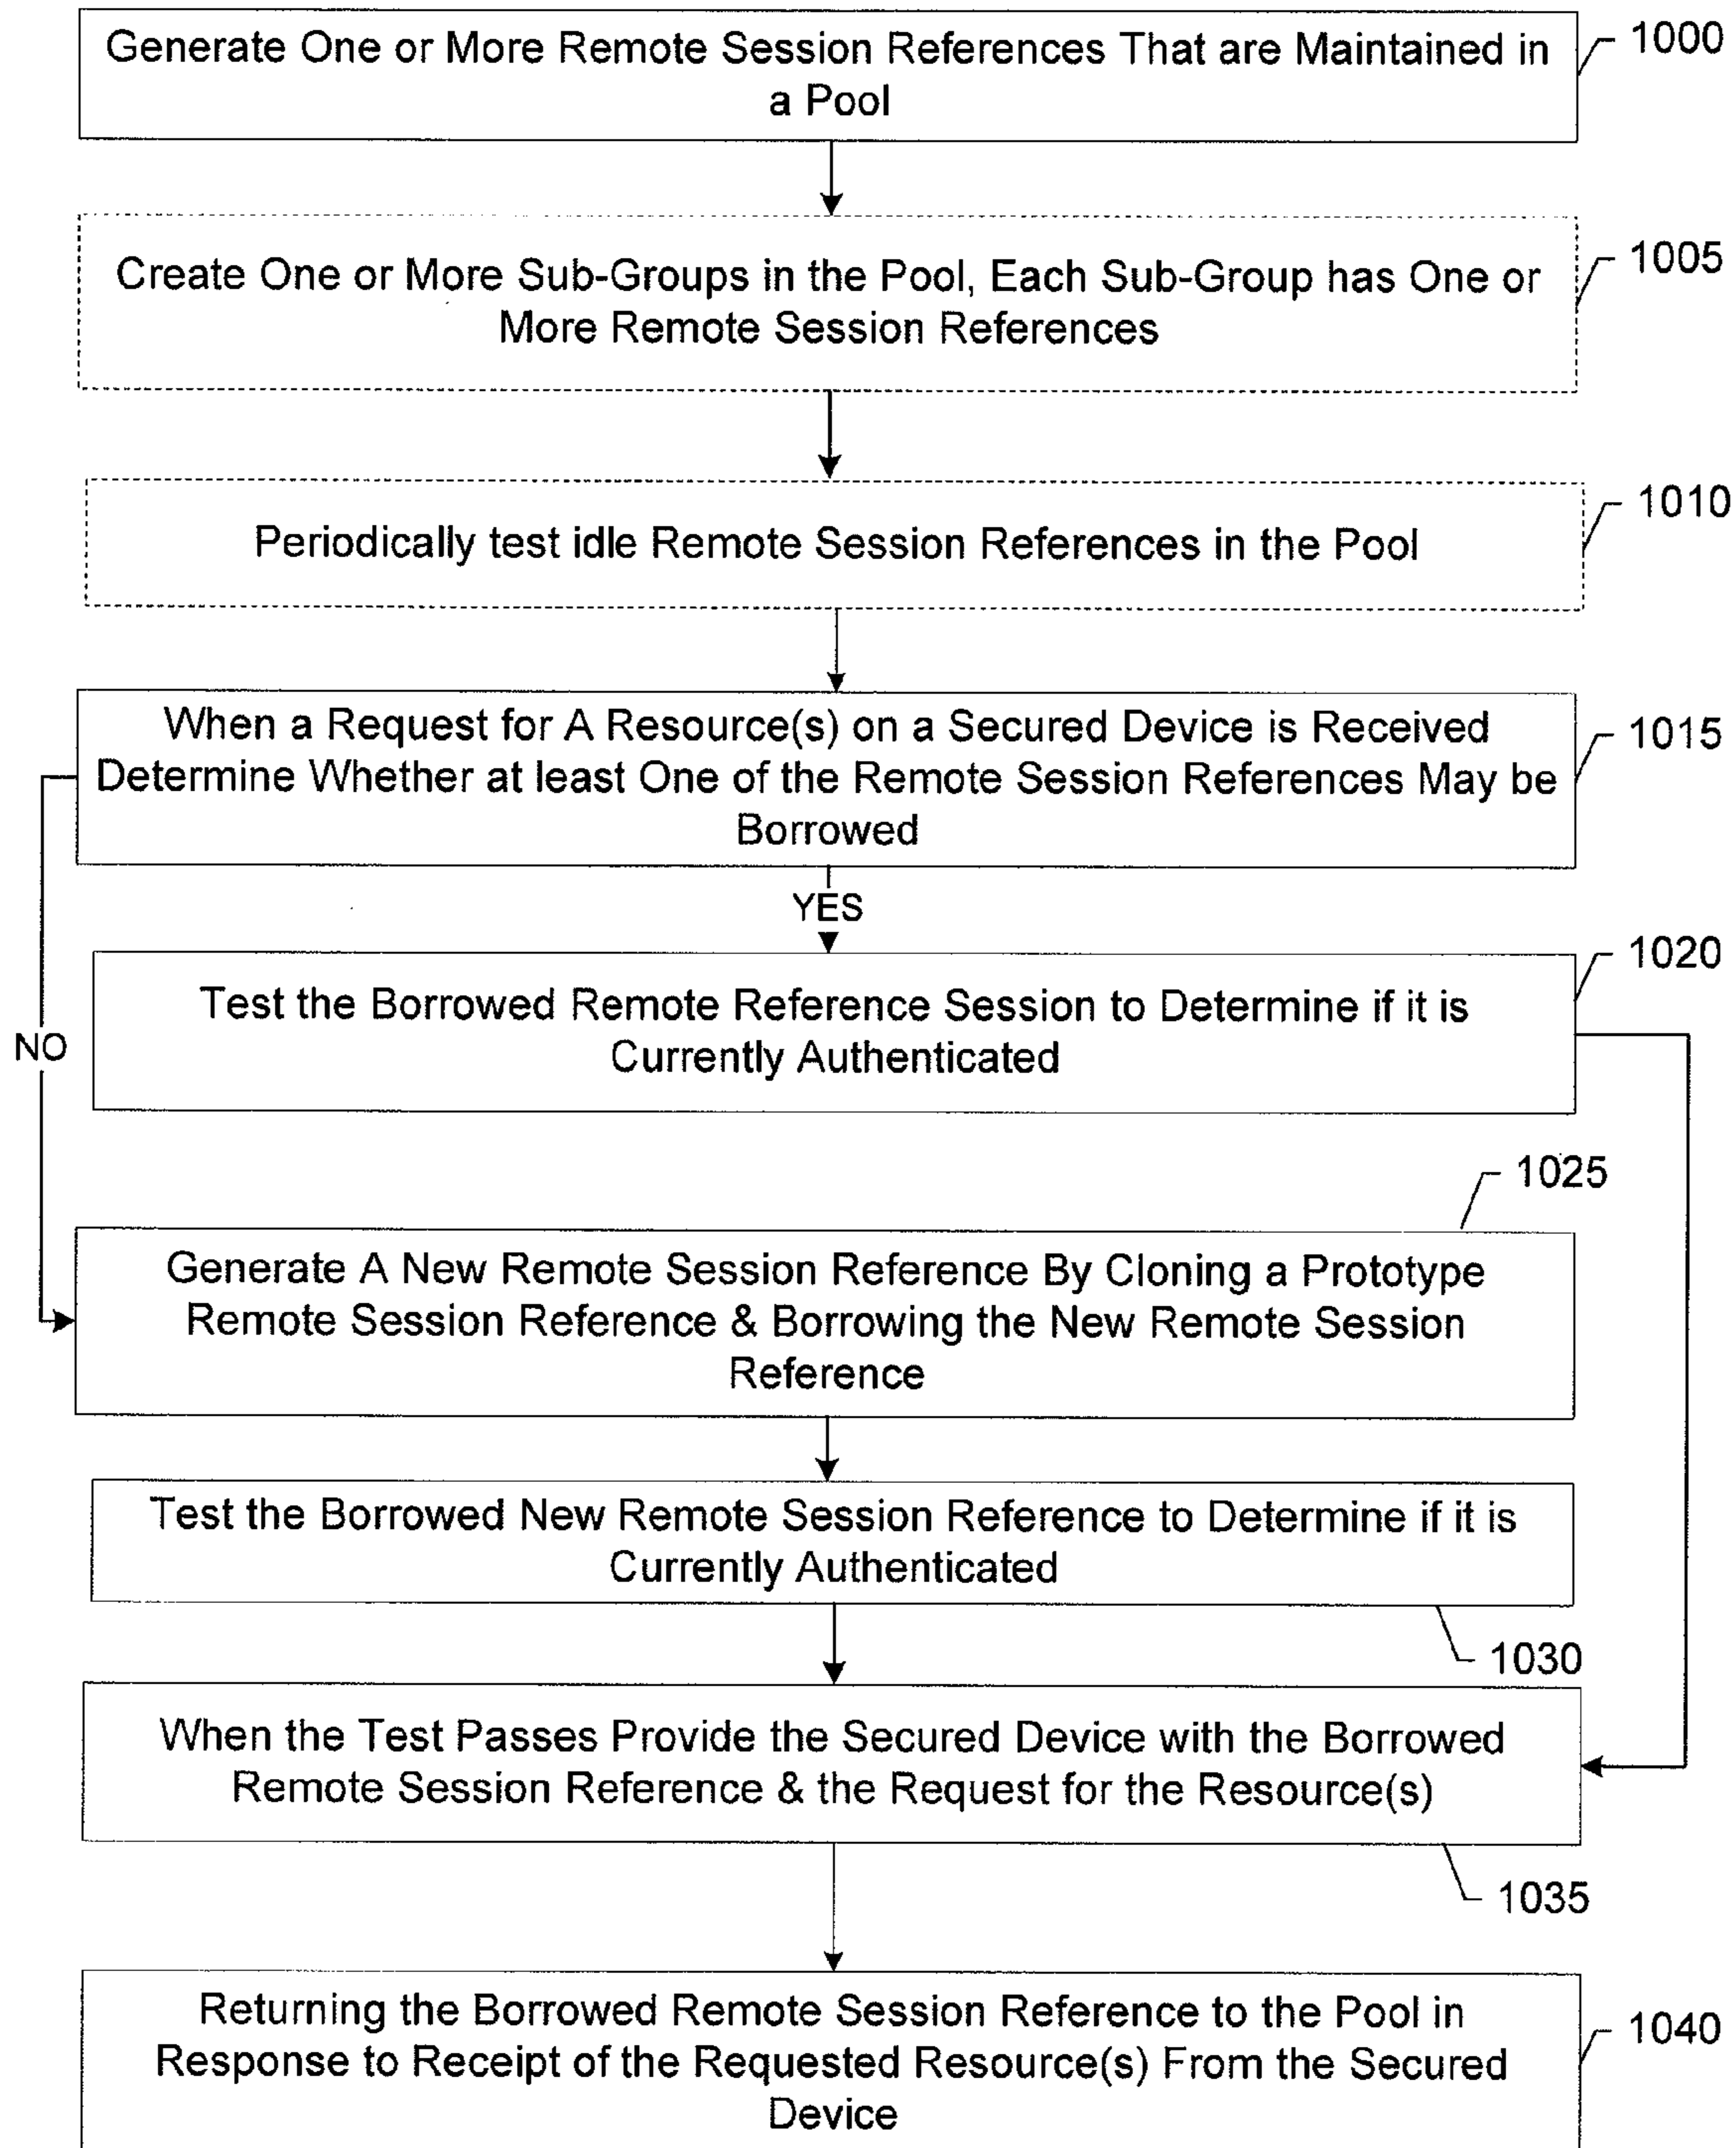 Generate One or More Remote Session References That are Maintained in
a Pool
1000
Create One or More Sub-Groups in the Pool, Each Sub-Group has One or
More Remote Session References
1005
Periodically test idle Remote Session References in the Pool
1010
When a Request for A Resource(s) on a Secured Device is Received
Determine Whether at least One of the Remote Session References May be
Borrowed
1015
YES
NO
Test the Borrowed Remote Reference Session to Determine if it is
Currently Authenticated
1020
1025
Generate A New Remote Session Reference By Cloning a Prototype
Remote Session Reference & Borrowing the New Remote Session
Reference
Test the Borrowed New Remote Session Reference to Determine if it is
Currently Authenticated
1030
When the Test Passes Provide the Secured Device with the Borrowed
Remote Session Reference & the Request for the Resource(s)
1035
Returning the Borrowed Remote Session Reference to the Pool in
Response to Receipt of the Requested Resource(s) From the Secured
Device
1040